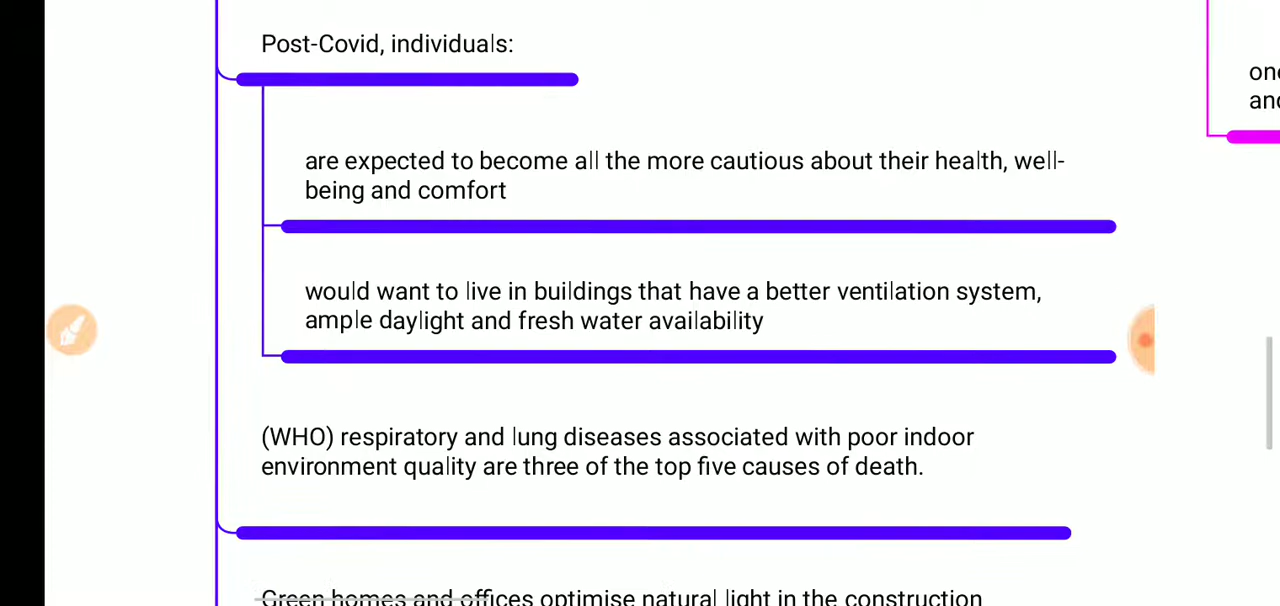 Post-Covid, individuals:
are expected to become all the more cautious about their health, well-
being and comfort
would want to live in buildings that have a better ventilation system,
ample daylight and fresh water availability
(WHO) respiratory and lung diseases associated with poor indoor
environment quality are three of the top five causes of death.
Green homes and offices optimise natural light in the construction